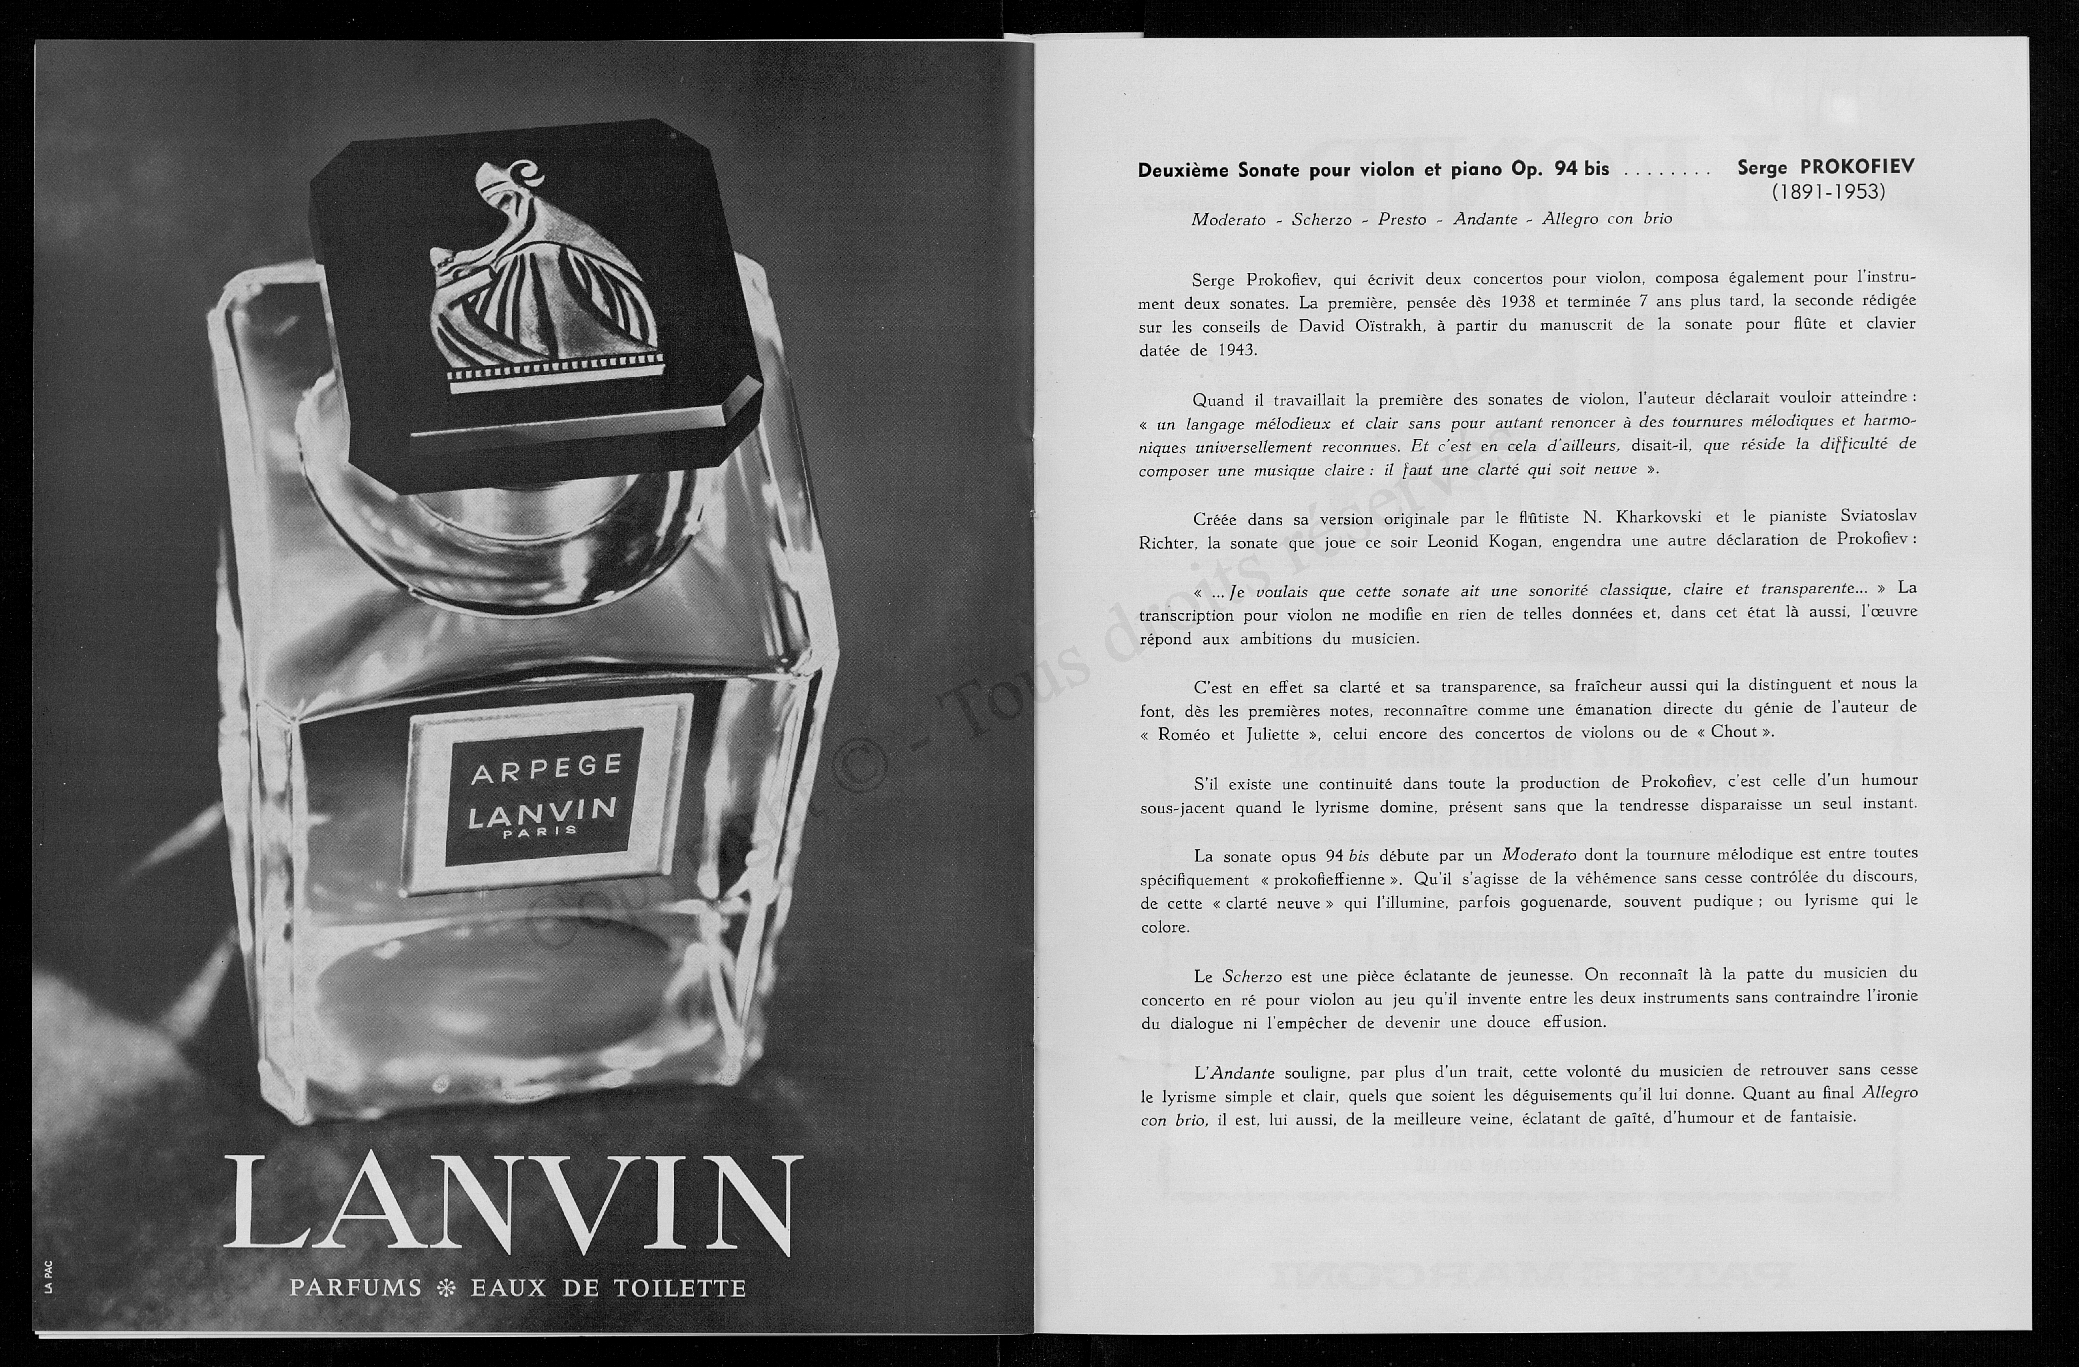 ARPEGE
LANVIN
PARIS
LANVIN
PARFUMS ✻ EAUX DE TOILETTE
LA PAC
Copyright © - Tous droits réservés
Deuxième Sonate pour violon et piano Op. 94 bis ........ Serge PROKOFIEV
(1891-1953)
Moderato - Scherzo - Presto - Andante - Allegro con brio
Serge Prokofiev, qui écrivit deux concertos pour violon, composa également pour l'instru-
ment deux sonates. La première, pensée dès 1938 et terminée 7 ans plus tard, la seconde rédigée
sur les conseils de David Oïstrakh, à partir du manuscrit de la sonate pour flûte et clavier
datée de 1943.
Quand il travaillait la première des sonates de violon, l'auteur déclarait vouloir atteindre :
« un langage mélodieux et clair sans pour autant renoncer à des tournures mélodiques et harmo-
niques universellement reconnues. Et c'est en cela d'ailleurs, disait-il, que réside la difficulté de
composer une musique claire : il faut une clarté qui soit neuve ».
Créée dans sa version originale par le flûtiste N. Kharkovski et le pianiste Sviatoslav
Richter, la sonate que joue ce soir Leonid Kogan, engendra une autre déclaration de Prokofiev :
« ... Je voulais que cette sonate ait une sonorité classique, claire et transparente... » La
transcription pour violon ne modifie en rien de telles données et, dans cet état là aussi, l'œuvre
répond aux ambitions du musicien.
C'est en effet sa clarté et sa transparence, sa fraîcheur aussi qui la distinguent et nous la
font, dès les premières notes, reconnaître comme une émanation directe du génie de l'auteur de
« Roméo et Juliette », celui encore des concertos de violons ou de « Chout ».
S'il existe une continuité dans toute la production de Prokofiev, c'est celle d'un humour
sous-jacent quand le lyrisme domine, présent sans que la tendresse disparaisse un seul instant.
La sonate opus 94 bis débute par un Moderato dont la tournure mélodique est entre toutes
spécifiquement « prokofieffienne ». Qu'il s'agisse de la véhémence sans cesse contrôlée du discours,
de cette « clarté neuve » qui l'illumine, parfois goguenarde, souvent pudique ; ou lyrisme qui le
colore.
Le Scherzo est une pièce éclatante de jeunesse. On reconnaît là la patte du musicien du
concerto en ré pour violon au jeu qu'il invente entre les deux instruments sans contraindre l'ironie
du dialogue ni l'empêcher de devenir une douce effusion.
L'Andante souligne, par plus d'un trait, cette volonté du musicien de retrouver sans cesse
le lyrisme simple et clair, quels que soient les déguisements qu'il lui donne. Quant au final Allegro
con brio, il est, lui aussi, de la meilleure veine, éclatant de gaîté, d'humour et de fantaisie.